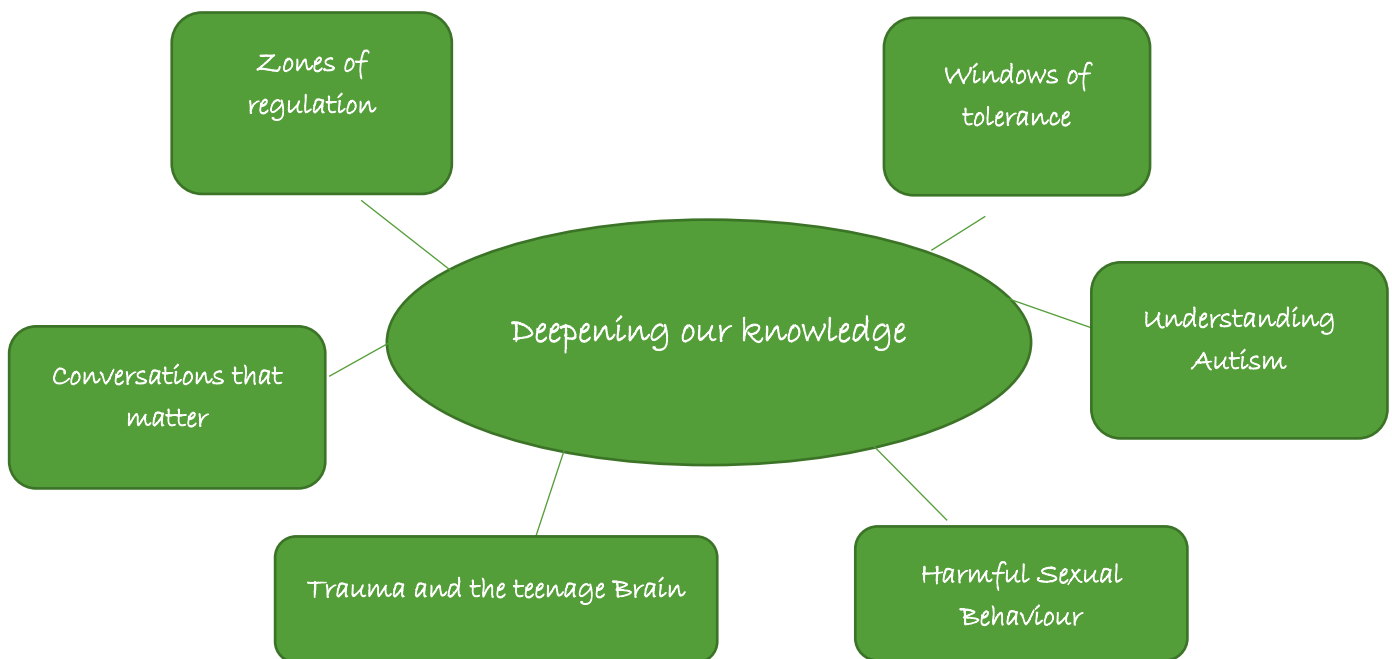 Zones of
regulation
Windows of
tolerance
Deepening our knowledge
Understanding
Autism
Conversations that
matter
Trauma and the teenage Brain
Harmful Sexual
Behaviour